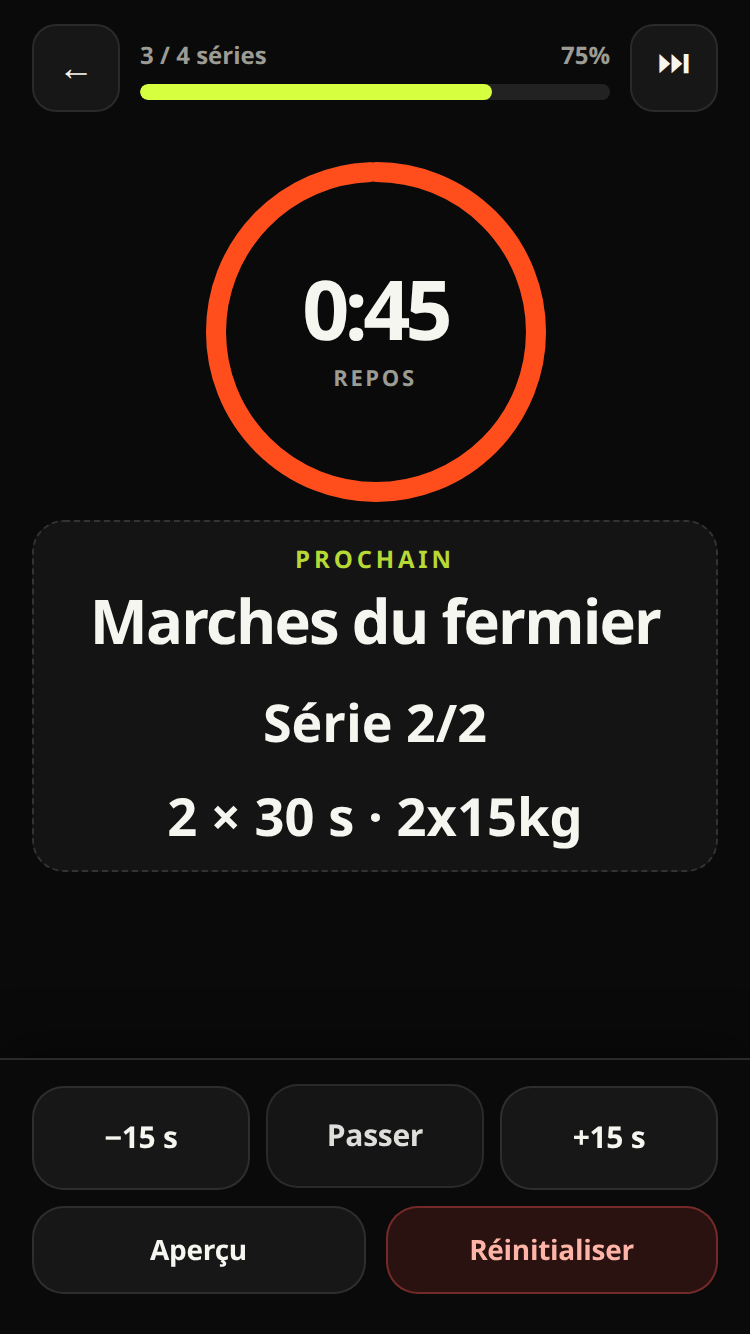 ←
3 / 4 séries
75%
⏭
0:45
REPOS
PROCHAIN
Marches du fermier
Série 2/2
2 × 30 s · 2x15kg
−15 s
Passer
+15 s
Aperçu
Réinitialiser